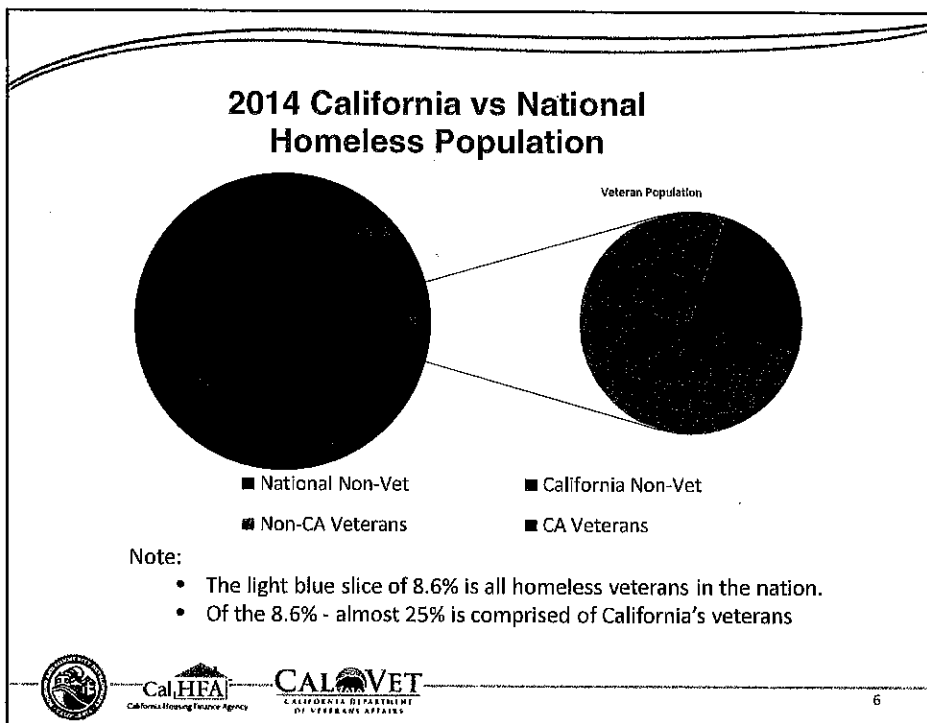 2014 California vs National
Homeless Population
Veteran Population
■ National Non-Vet
■ California Non-Vet
■ Non-CA Veterans
■ CA Veterans
Note:
• The light blue slice of 8.6% is all homeless veterans in the nation.
• Of the 8.6% - almost 25% is comprised of California's veterans
CalHFA
California Housing Finance Agency
CALVET
CALIFORNIA DEPARTMENT
OF VETERANS AFFAIRS
6